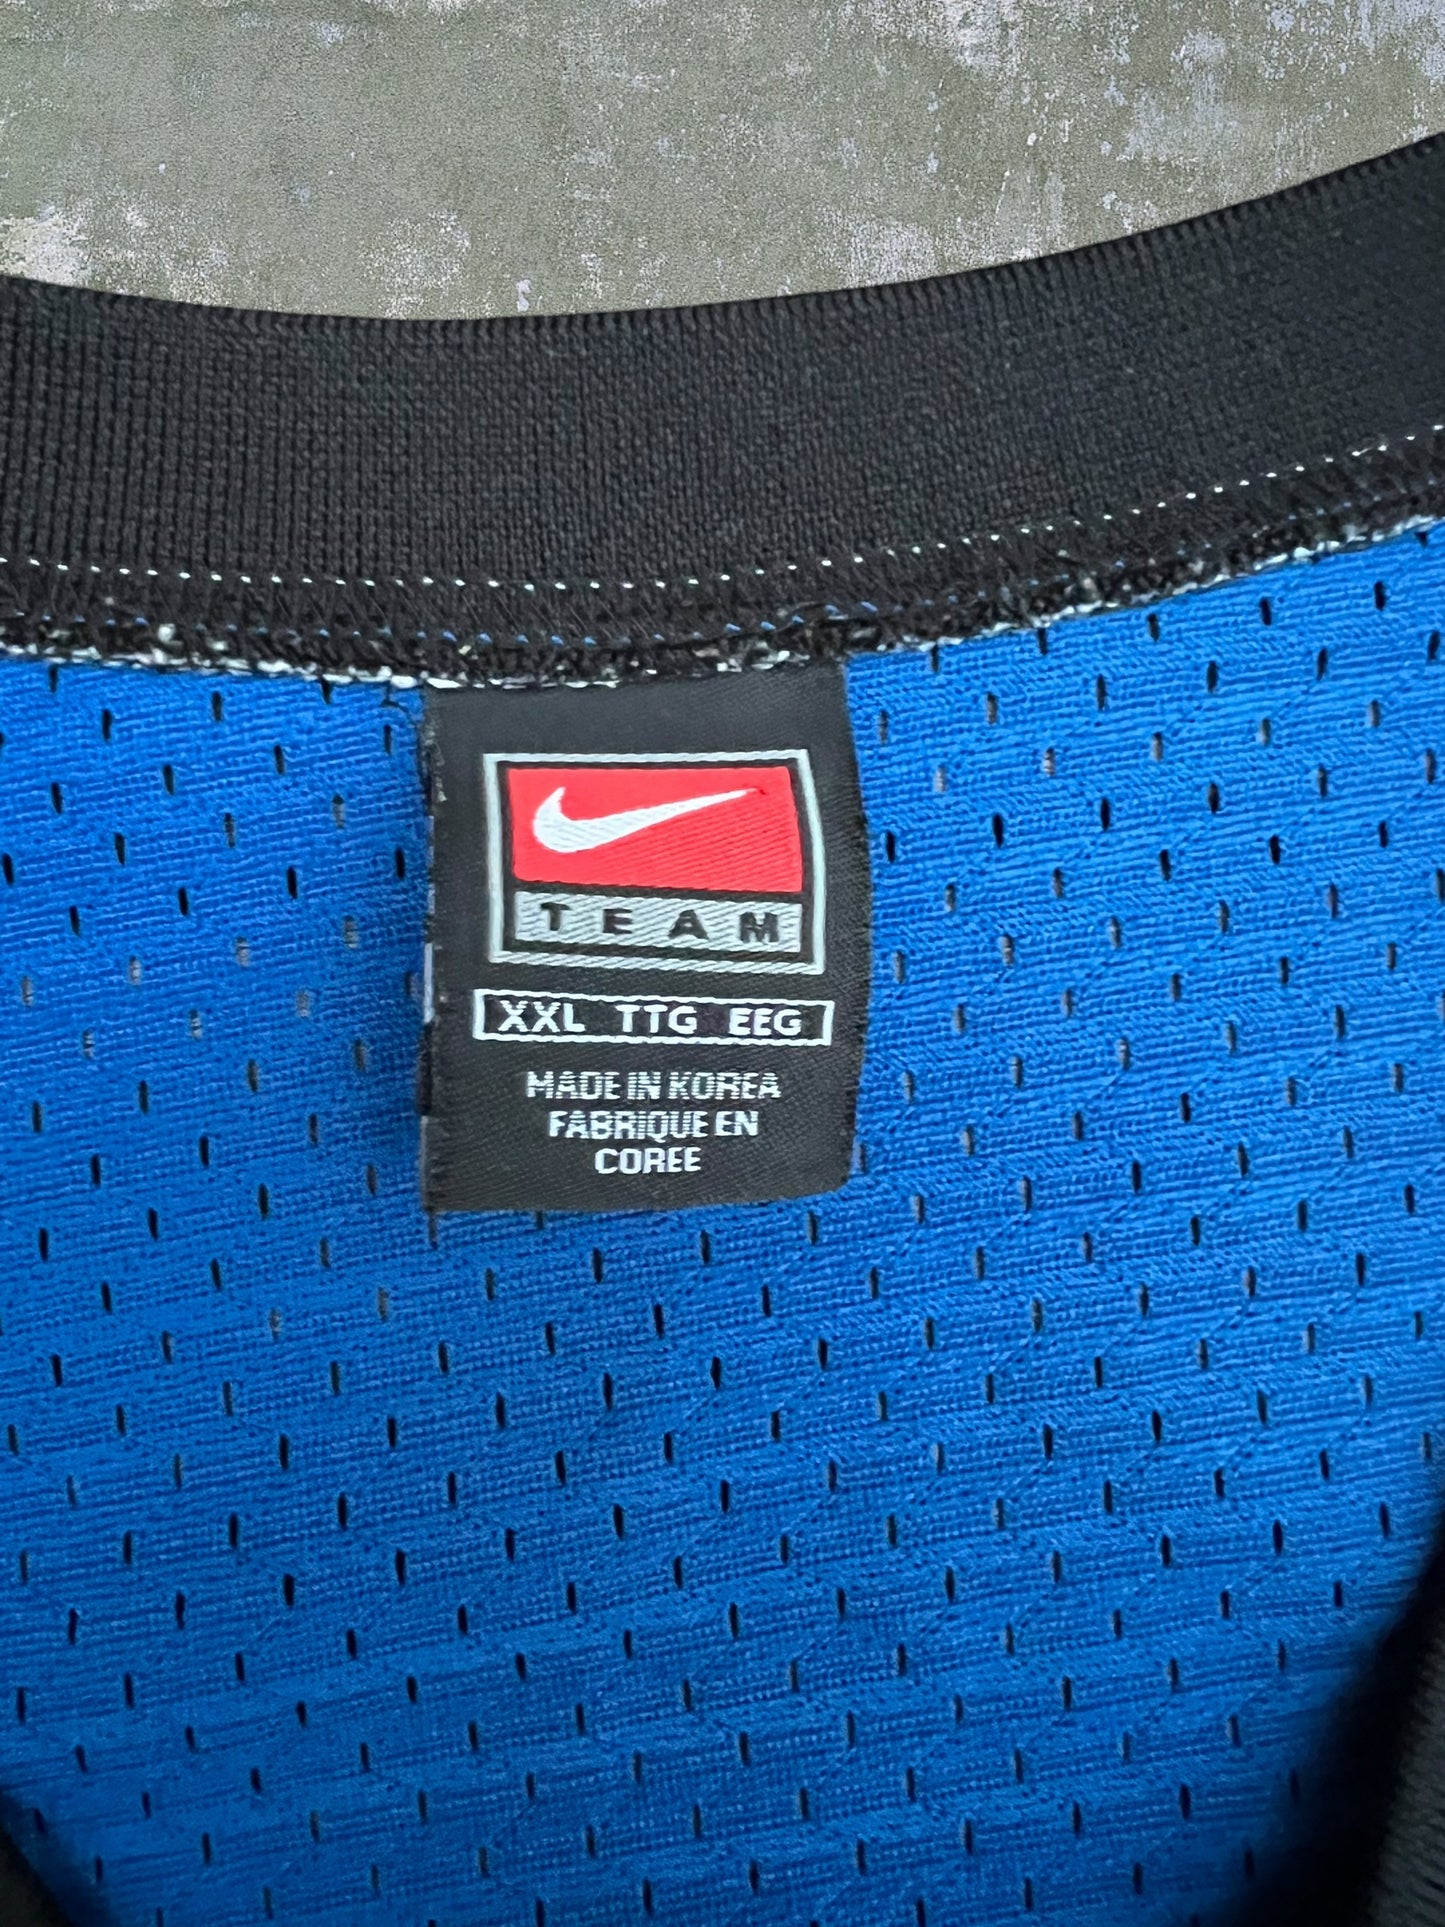 TEAM
XXL TTG EEG
MADE IN KOREA
FABRIQUE EN
COREE